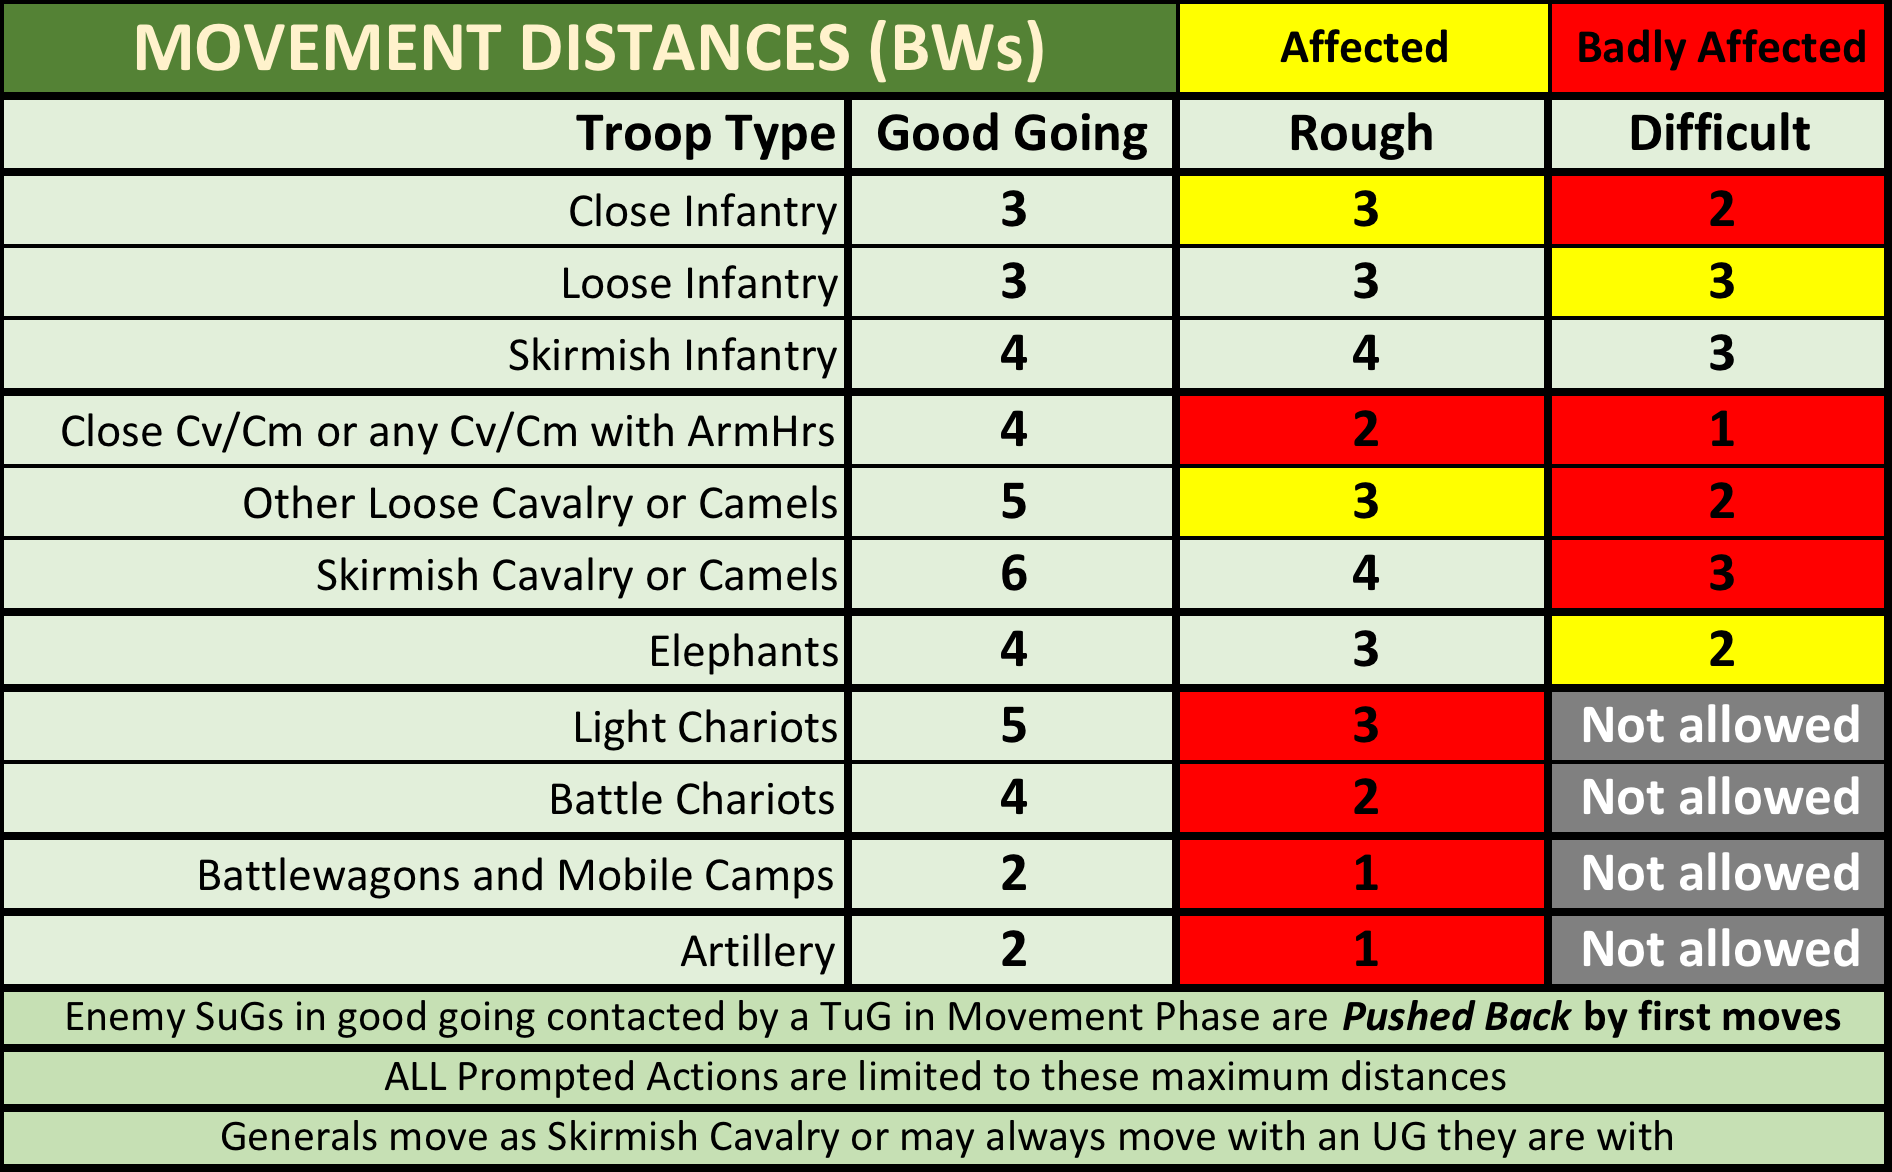 MOVEMENT DISTANCES (BWs) Affected Badly Affected
Troop Type Good Going Rough Difficult
Close Infantry 3 3 2
Loose Infantry 3 3 3
Skirmish Infantry 4 4 3
Close Cv/Cm or any Cv/Cm with ArmHrs 4 2 1
Other Loose Cavalry or Camels 5 3 2
Skirmish Cavalry or Camels 6 4 3
Elephants 4 3 2
Light Chariots 5 3 Not allowed
Battle Chariots 4 2 Not allowed
Battlewagons and Mobile Camps 2 1 Not allowed
Artillery 2 1 Not allowed
Enemy SuGs in good going contacted by a TuG in Movement Phase are Pushed Back by first moves
ALL Prompted Actions are limited to these maximum distances
Generals move as Skirmish Cavalry or may always move with an UG they are with